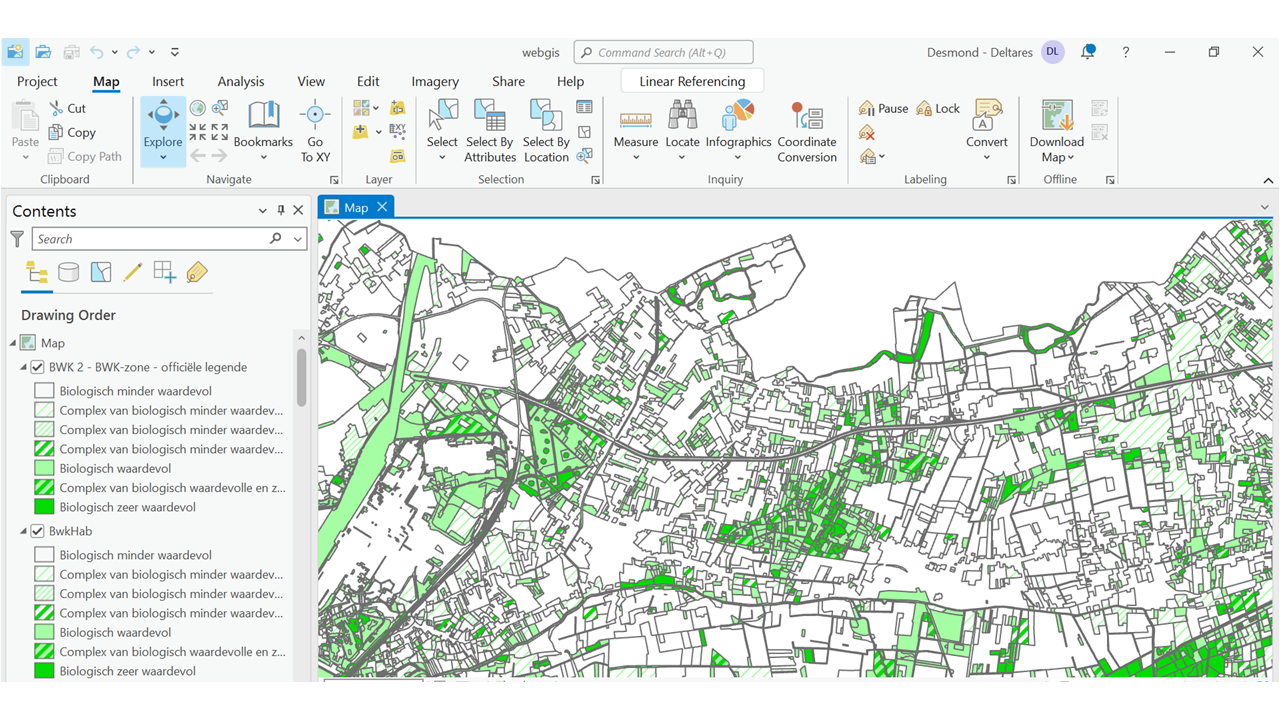 webgis
Command Search (Alt+Q)
Desmond - Deltares
DL
?
Project
Map
Insert
Analysis
View
Edit
Imagery
Share
Help
Linear Referencing
Paste
Cut
Copy
Copy Path
Clipboard
Explore
Bookmarks
Go
To XY
Navigate
Layer
Select
Select By
Attributes
Select By
Location
Selection
Measure
Locate
Infographics
Coordinate
Conversion
Inquiry
Pause
Lock
Convert
Labeling
Download
Map
Offline
Contents
Search
Map
Drawing Order
Map
BWK 2 - BWK-zone - officiële legende
Biologisch minder waardevol
Complex van biologisch minder waardev...
Complex van biologisch minder waardev...
Complex van biologisch minder waardev...
Biologisch waardevol
Complex van biologisch waardevolle en z...
Biologisch zeer waardevol
BwkHab
Biologisch minder waardevol
Complex van biologisch minder waardev...
Complex van biologisch minder waardev...
Complex van biologisch minder waardev...
Biologisch waardevol
Complex van biologisch waardevolle en z...
Biologisch zeer waardevol